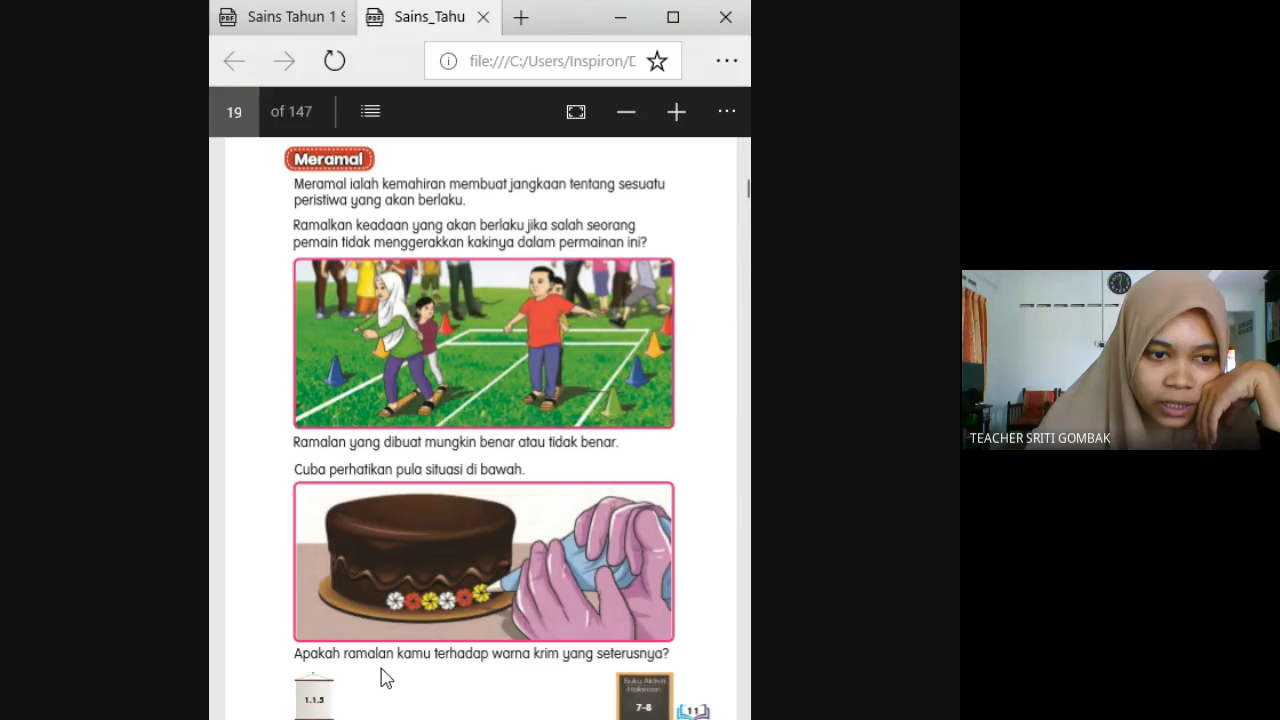 Sains Tahun 1 S
Sains_Tahu
file:///C:/Users/Inspiron/D
19 of 147
Meramal
Meramal ialah kemahiran membuat jangkaan tentang sesuatu
peristiwa yang akan berlaku.
Ramalkan keadaan yang akan berlaku jika salah seorang
pemain tidak menggerakkan kakinya dalam permainan ini?
Ramalan yang dibuat mungkin benar atau tidak benar.
Cuba perhatikan pula situasi di bawah.
Apakah ramalan kamu terhadap warna krim yang seterusnya?
1.1.5
Buku Aktiviti
Halaman
7-8
11
TEACHER SRITI GOMBAK